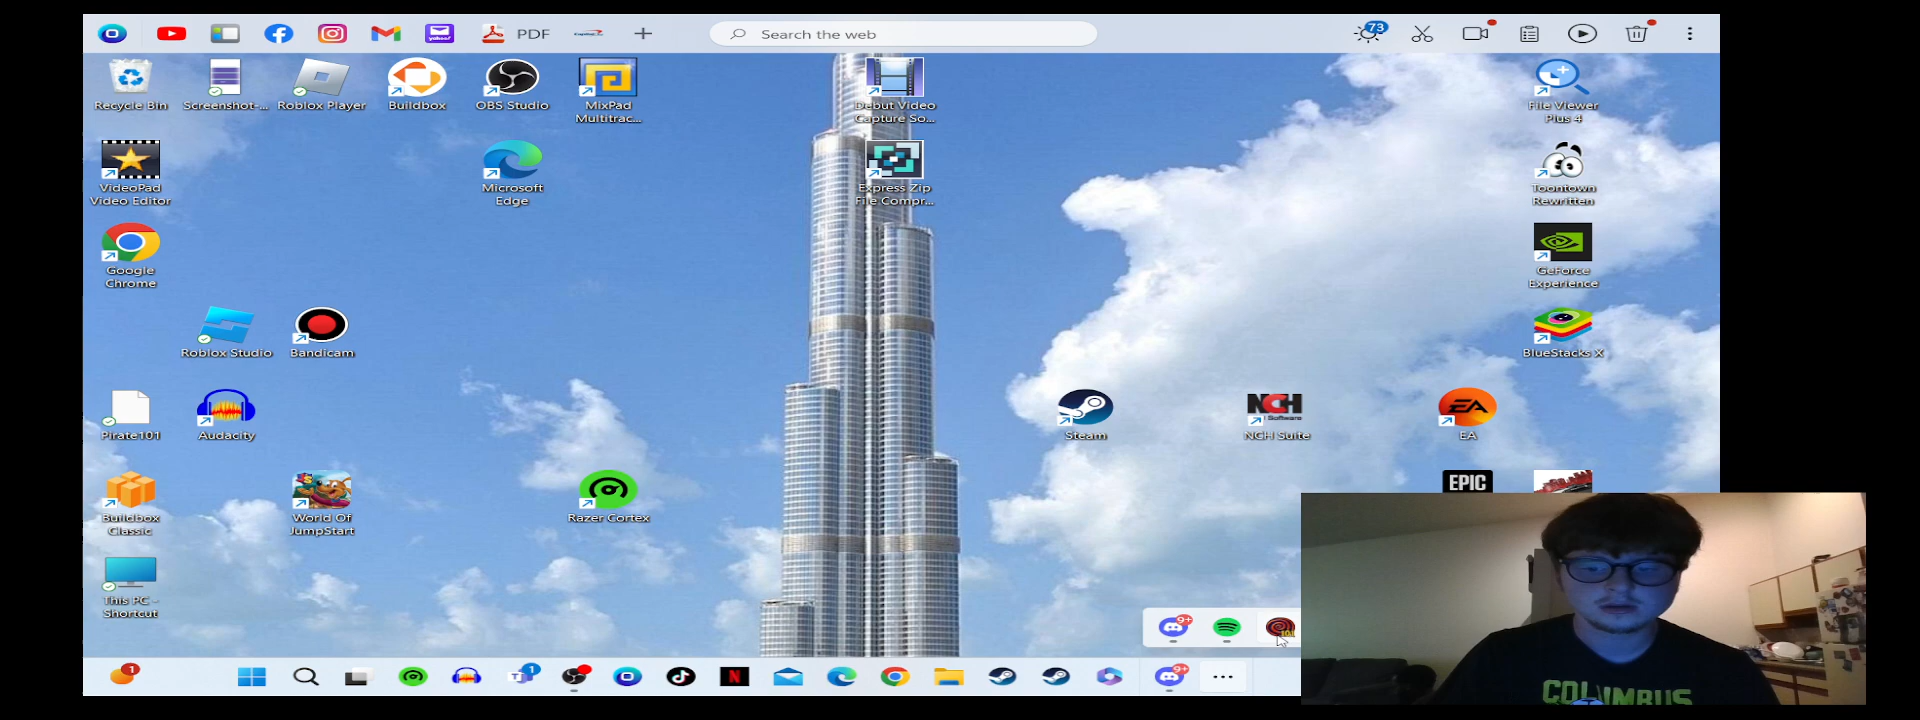 PDF
Search the web
73
Recycle Bin
Screenshot-...
Roblox Player
Buildbox
OBS Studio
MixPad
Multitrac...
Debut Video
Capture So...
File Viewer
Plus 4
VideoPad
Video Editor
Microsoft
Edge
Express Zip
File Compr...
Toontown
Rewritten
Google
Chrome
GeForce
Experience
Roblox Studio
Bandicam
BlueStacks X
Pirate101
Audacity
Steam
NCH
Software
NCH Suite
EA
EA
Buildbox
Classic
World Of
JumpStart
Razer Cortex
EPIC
This PC -
Shortcut
9+
1
1
9+
COLUMBUS